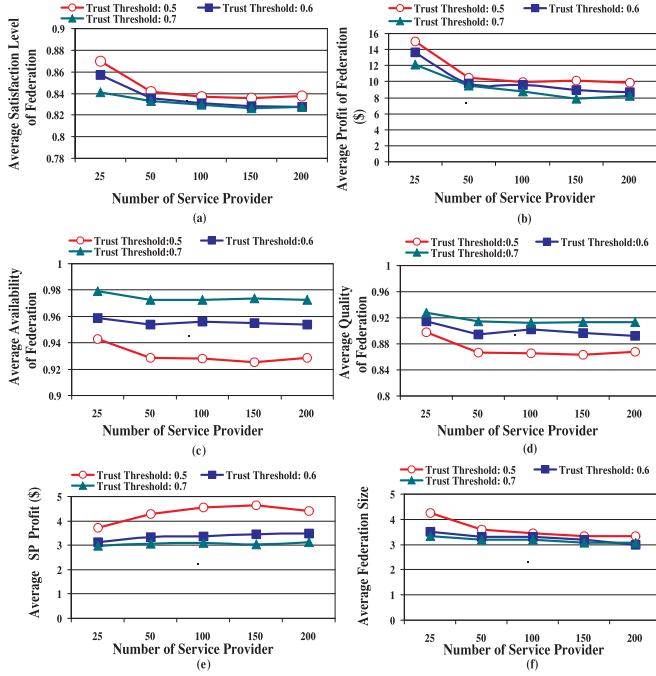 Trust Threshold: 0.5 Trust Threshold: 0.6
Trust Threshold: 0.7
Average Satisfaction Level
of Federation
0.9
0.88
0.86
0.84
0.82
0.8
0.78
25 50 100 150 200
Number of Service Provider
(a)
Trust Threshold: 0.5 Trust Threshold: 0.6
Trust Threshold: 0.7
Average Profit of Federation
($)
16
14
12
10
8
6
4
2
0
25 50 100 150 200
Number of Service Provider
(b)
Trust Threshold:0.5 Trust Threshold:0.6
Trust Threshold:0.7
Average Availability
of Federation
1
0.98
0.96
0.94
0.92
0.9
25 50 100 150 200
Number of Service Provider
(c)
Trust Threshold:0.5 Trust Threshold:0.6
Trust Threshold:0.7
Average Quality
of Federation
1
0.96
0.92
0.88
0.84
0.8
25 50 100 150 200
Number of Service Provider
(d)
Trust Threshold: 0.5 Trust Threshold: 0.6
Trust Threshold: 0.7
Average SP Profit ($)
5
4
3
2
1
0
25 50 100 150 200
Number of Service Provider
(e)
Trust Threshold: 0.5 Trust Threshold: 0.6
Trust Threshold: 0.7
Average Federation Size
5
4
3
2
1
0
25 50 100 150 200
Number of Service Provider
(f)